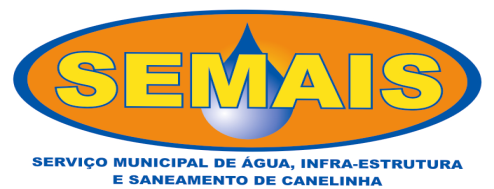 SEMAIS
SERVIÇO MUNICIPAL DE ÁGUA, INFRA-ESTRUTURA
E SANEAMENTO DE CANELINHA